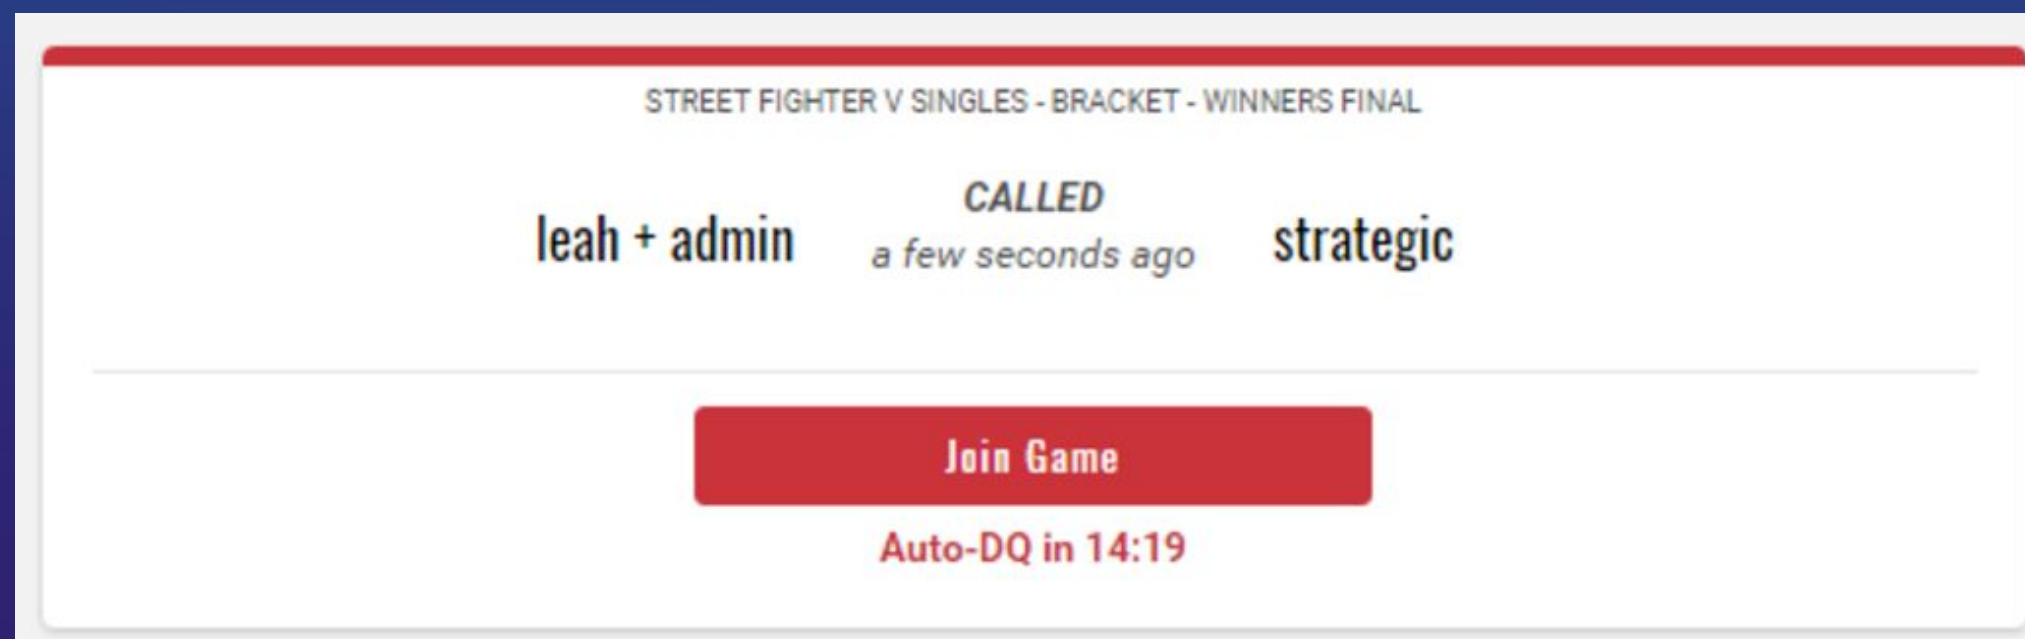 STREET FIGHTER V SINGLES - BRACKET - WINNERS FINAL
CALLED
leah + admin a few seconds ago strategic
Join Game
Auto-DQ in 14:19